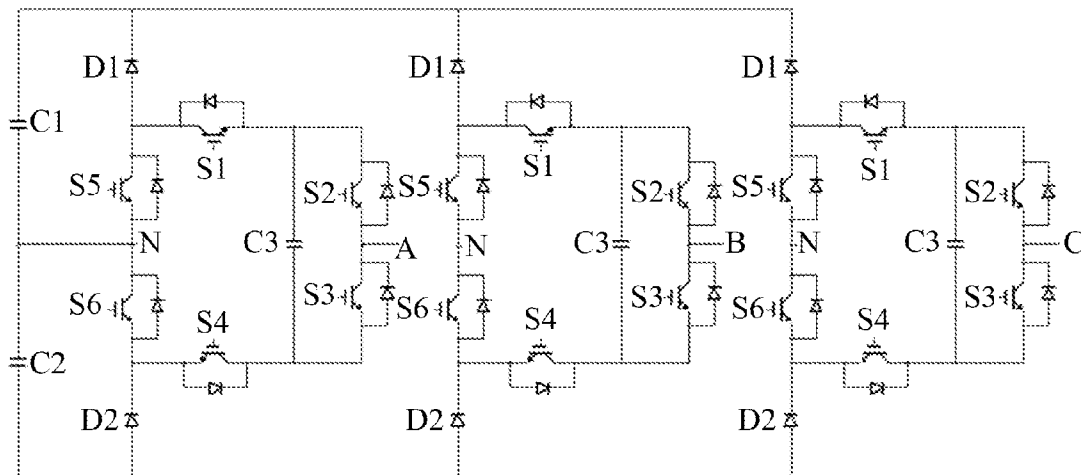 D1 D1 D1
C1
S1 S1 S1
S5 S2 S5 S2 S5 S2
N C3 A N C3 B N C3 C
S6 S3 S6 S3 S6 S3
S4 S4 S4
C2
D2 D2 D2